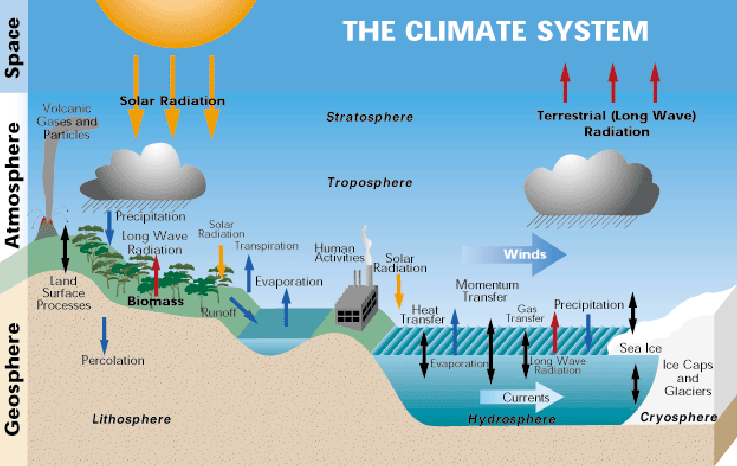 THE CLIMATE SYSTEM
Space
Atmosphere
Geosphere
Solar Radiation
Volcanic
Gases and
Particles
Stratosphere
Terrestrial (Long Wave)
Radiation
Troposphere
Precipitation
Long Wave
Radiation
Solar
Radiation
Transpiration
Human
Activities
Solar
Radiation
Winds
Land
Surface
Processes
Biomass
Evaporation
Runoff
Momentum
Transfer
Heat
Transfer
Gas
Transfer
Precipitation
Sea Ice
Percolation
Evaporation
Long Wave
Radiation
Ice Caps
and
Glaciers
Currents
Lithosphere
Hydrosphere
Cryosphere